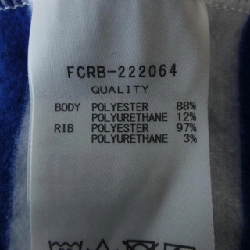 FCRB-222064
QUALITY
BODY POLYESTER 88%
POLYURETHANE 12%
RIB POLYESTER 97%
POLYURETHANE 3%